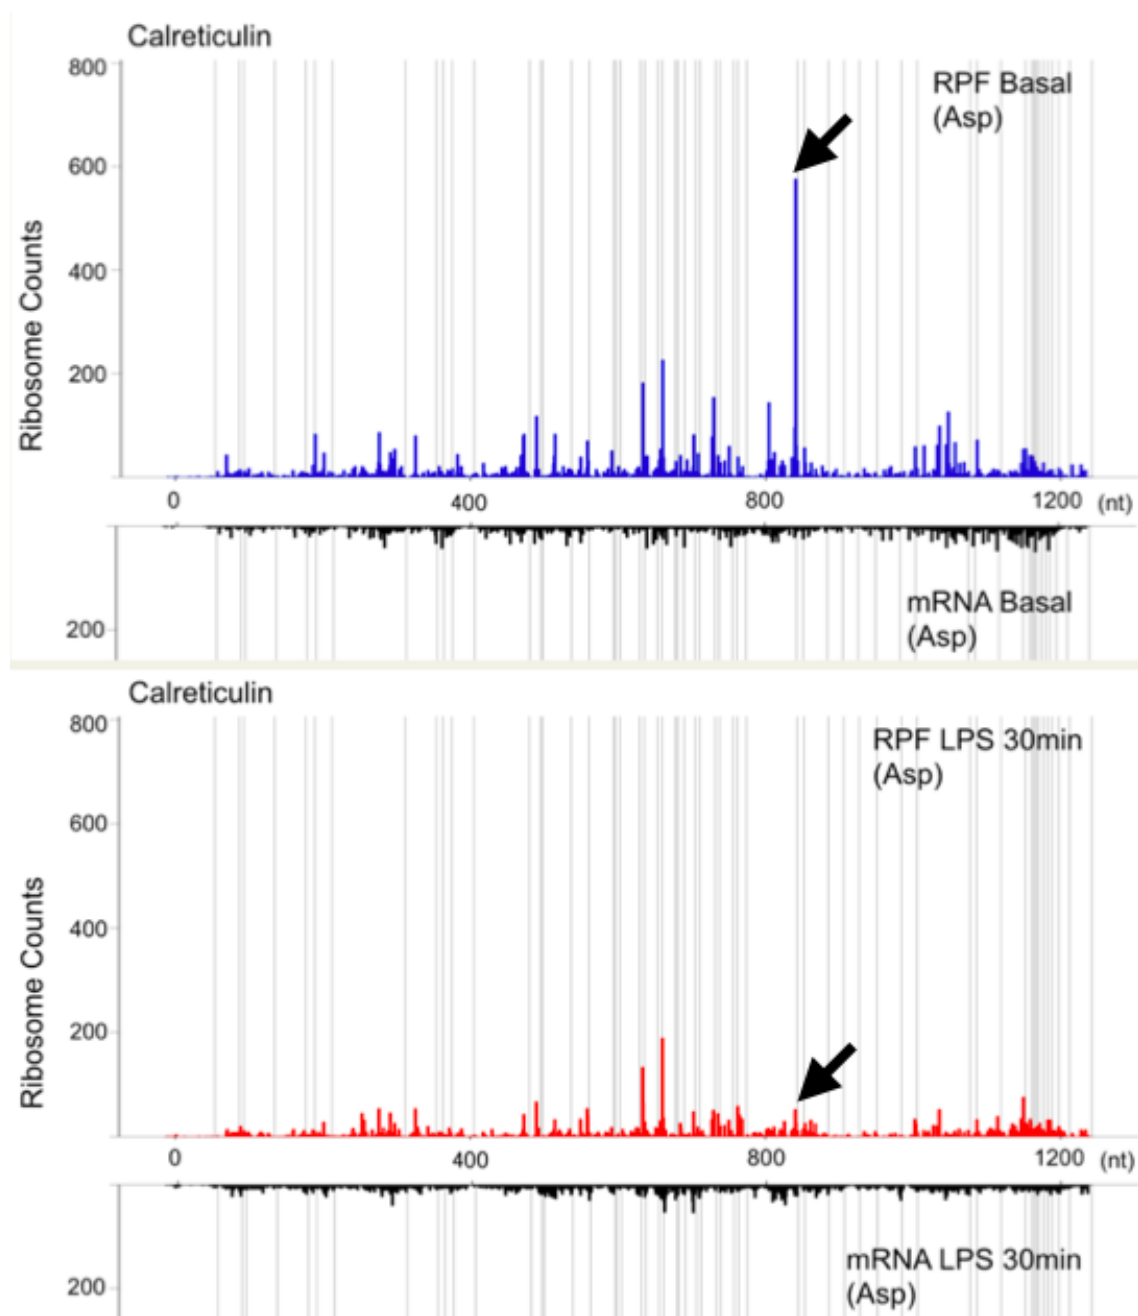 Calreticulin
800
RPF Basal
(Asp)
600
400
200
Ribosome Counts
0 400 800 1200 (nt)
mRNA Basal
(Asp)
200
Calreticulin
800
RPF LPS 30min
(Asp)
600
400
200
Ribosome Counts
0 400 800 1200 (nt)
mRNA LPS 30min
(Asp)
200